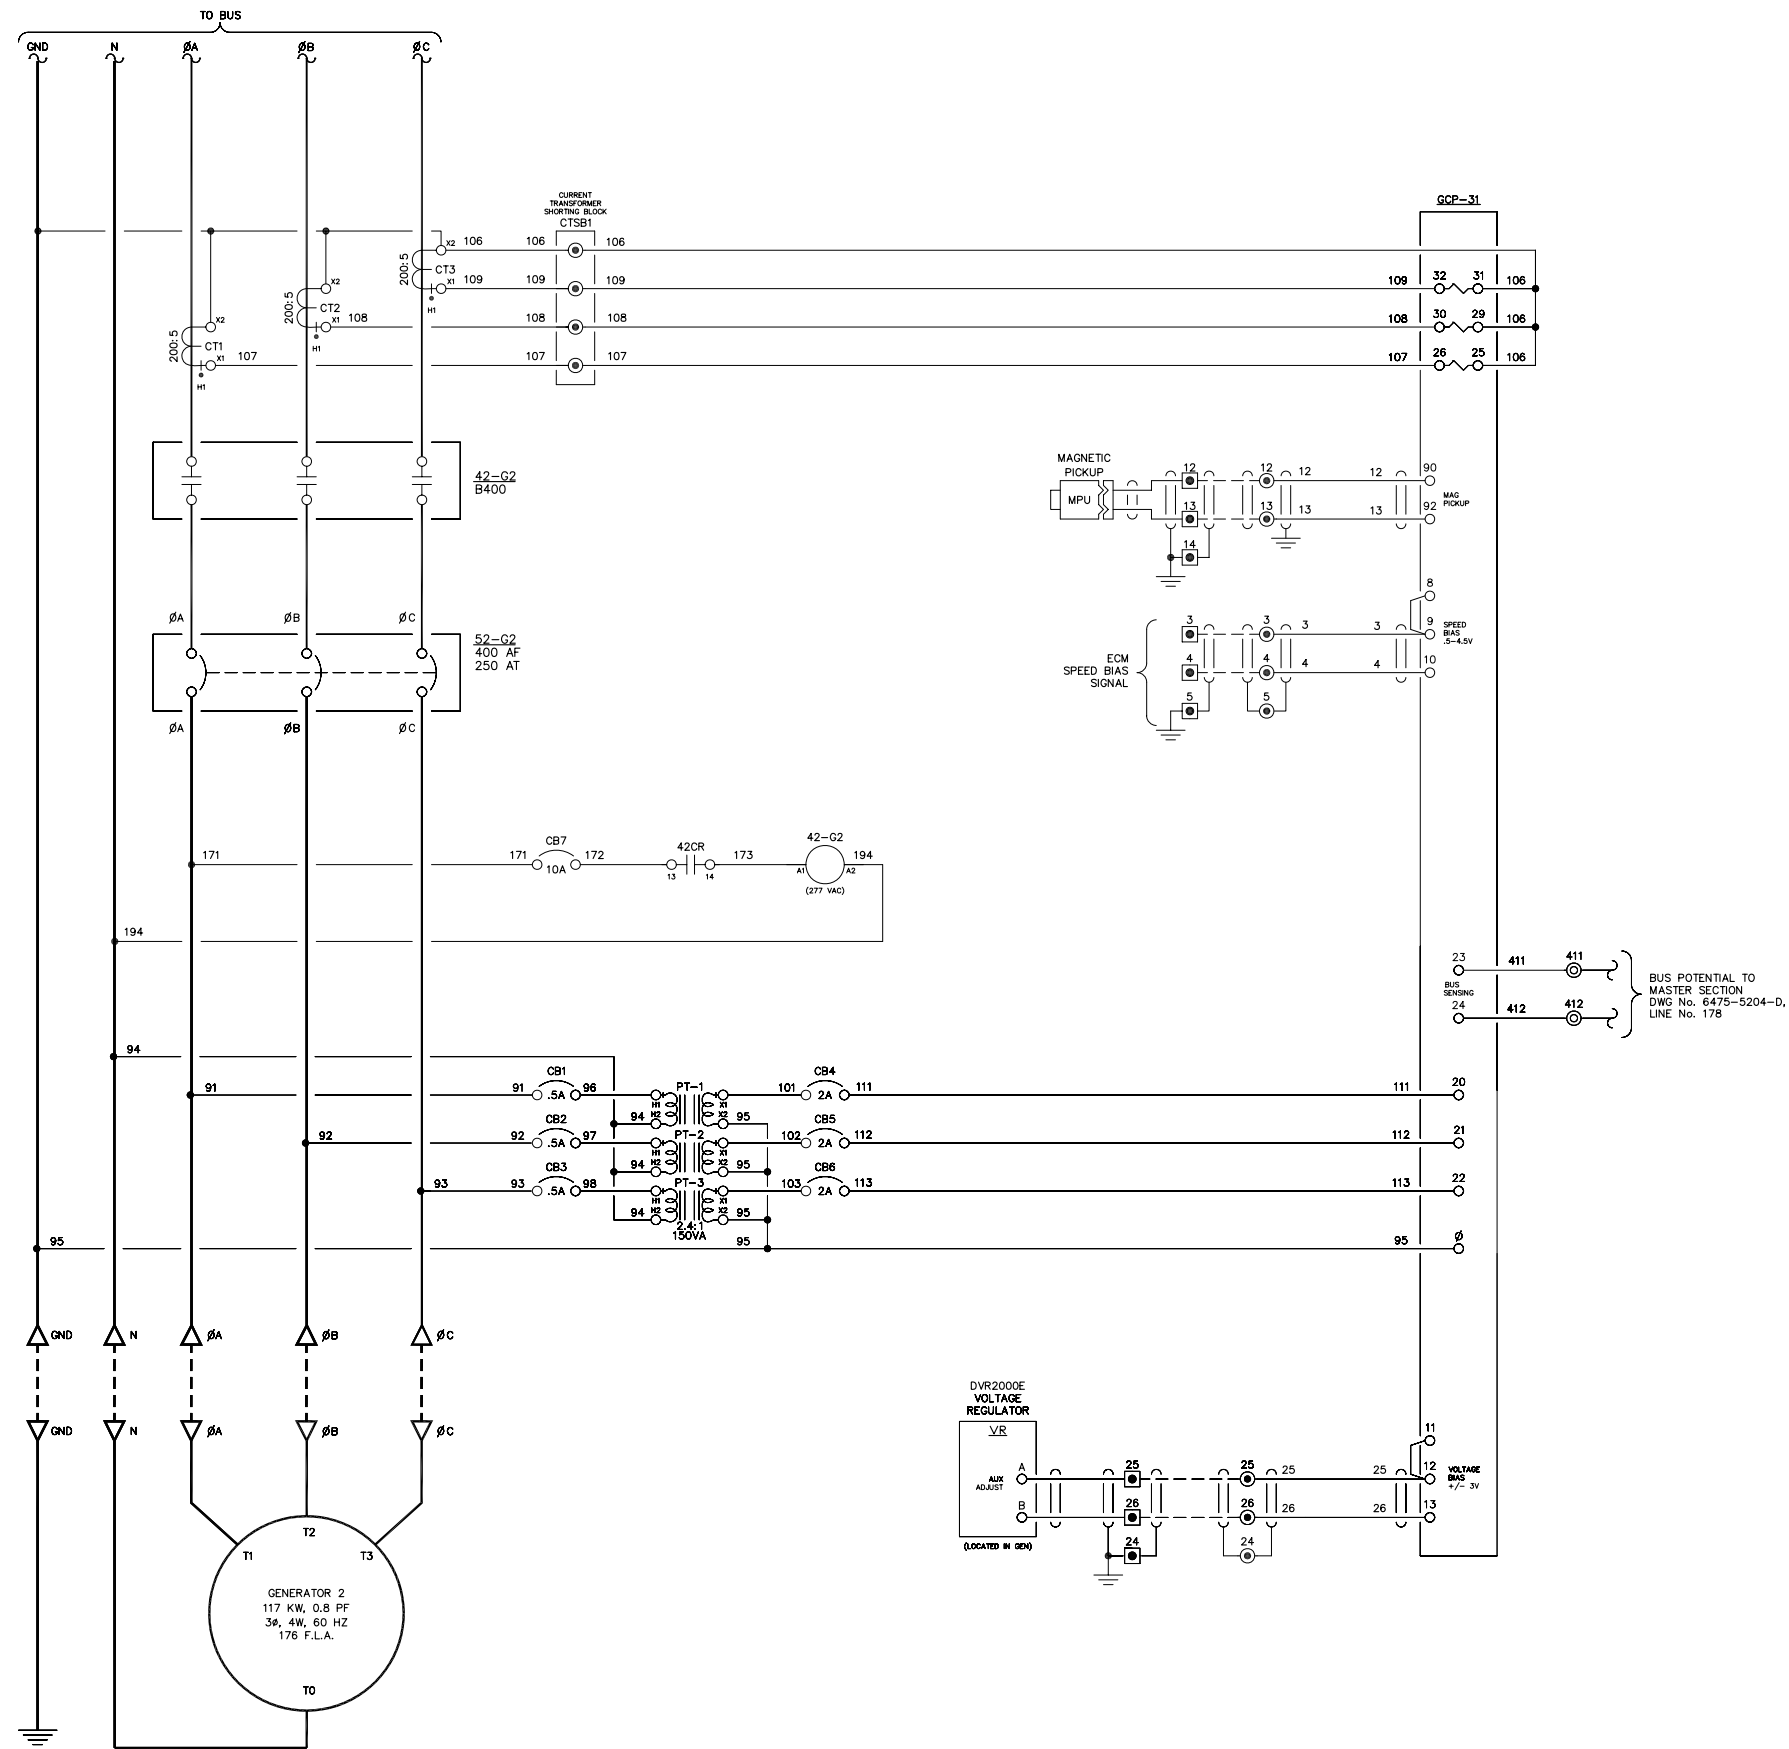 TO BUS
GND N ØA ØB ØC
CURRENT
TRANSFORMER
SHORTING BLOCK
CTSB1
GCP-31
X2 106 106 106
200:5 CT3
X1 109 109 109 109 32 31 106
H1
X2
200:5 CT2
X1 108 108 108 108 30 29 106
H1
X2
200:5 CT1
X1 107 107 107 107 26 25 106
H1
42-G2
B400
MAGNETIC
PICKUP
MPU
12 12 12 12 90
MAG
PICKUP
13 13 13 13 92
14
8
ØA ØB ØC
52-G2
400 AF
250 AT
ECM
SPEED BIAS
SIGNAL
3 3 3 3 9
SPEED
BIAS
.5-4.5V
4 4 4 4 10
5 5
ØA ØB ØC
171 171 CB7 172 42CR 173 42-G2 194
10A 13 14 A1 A2
(277 VAC)
194
23 411 411
BUS
SENSING
24 412 412
BUS POTENTIAL TO
MASTER SECTION
DWG No. 6475-5204-D,
LINE No. 178
94
91 91 CB1 96 PT-1 101 CB4 111 111 20
.5A H1 X1 2A
94 H2 X2 95
92 92 CB2 97 PT-2 102 CB5 112 112 21
.5A H1 X1 2A
94 H2 X2 95
93 93 CB3 98 PT-3 103 CB6 113 113 22
.5A H1 X1 2A
94 H2 X2 95
2.4:1
150VA
95 95 95 Ø
GND N ØA ØB ØC
GND N ØA ØB ØC
DVR2000E
VOLTAGE
REGULATOR
VR
11
AUX
ADJUST
A 25 25 25 25 12
VOLTAGE
BIAS
+/- 3V
B 26 26 26 26 13
24 24
(LOCATED IN GEN)
T2
T1 T3
GENERATOR 2
117 KW, 0.8 PF
3Ø, 4W, 60 HZ
176 F.L.A.
T0